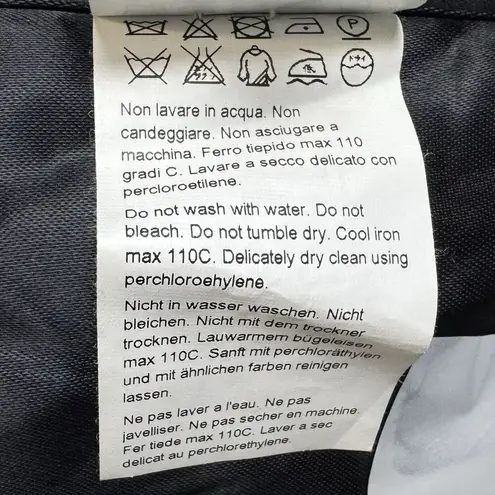 P
ドライ
Non lavare in acqua. Non
candeggiare. Non asciugare a
macchina. Ferro tiepido max 110
gradi C. Lavare a secco delicato con
percloroetilene.
Do not wash with water. Do not
bleach. Do not tumble dry. Cool iron
max 110C. Delicately dry clean using
perchloroehylene.
Nicht in wasser waschen. Nicht
bleichen. Nicht mit dem trockner
trocknen. Lauwarmem bügeleisen
max 110C. Sanft mit perchloräthylen
und mit ähnlichen farben reinigen
lassen.
Ne pas laver a l'eau. Ne pas
javelliser. Ne pas secher en machine.
Fer tiede max 110C. Laver a sec
delicat au perchlorethylene.